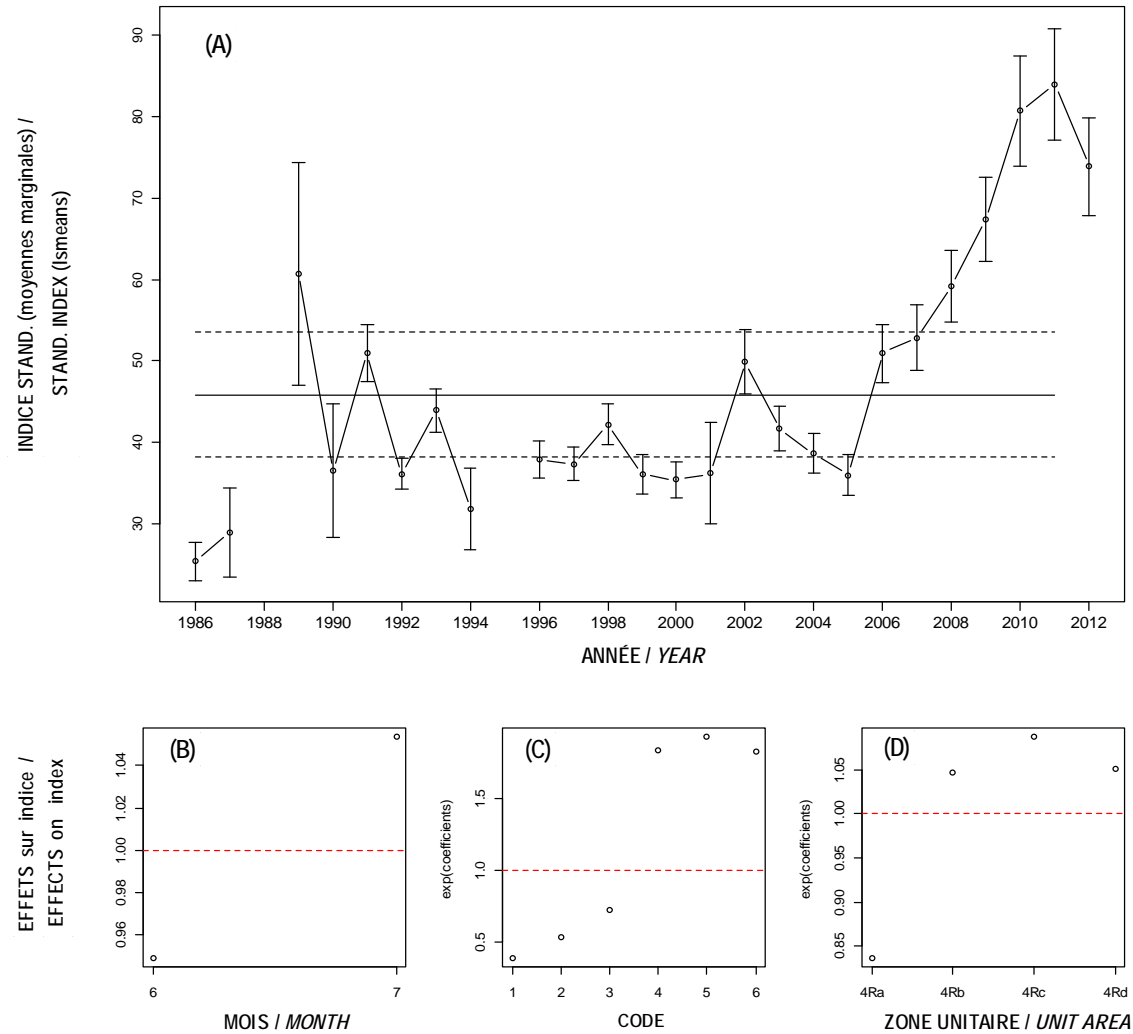 (A)
INDICE STAND. (moyennes marginales) /
STAND. INDEX (lsmeans)
90
80
70
60
50
40
30
1986 1988 1990 1992 1994 1996 1998 2000 2002 2004 2006 2008 2010 2012
ANNÉE / YEAR
EFFETS sur indice /
EFFECTS on index
(B)
1.04
1.02
1.00
0.98
0.96
6 7
MOIS / MONTH
(C)
exp(coefficients)
1.5
1.0
0.5
1 2 3 4 5 6
CODE
(D)
exp(coefficients)
1.05
1.00
0.95
0.90
0.85
4Ra 4Rb 4Rc 4Rd
ZONE UNITAIRE / UNIT AREA